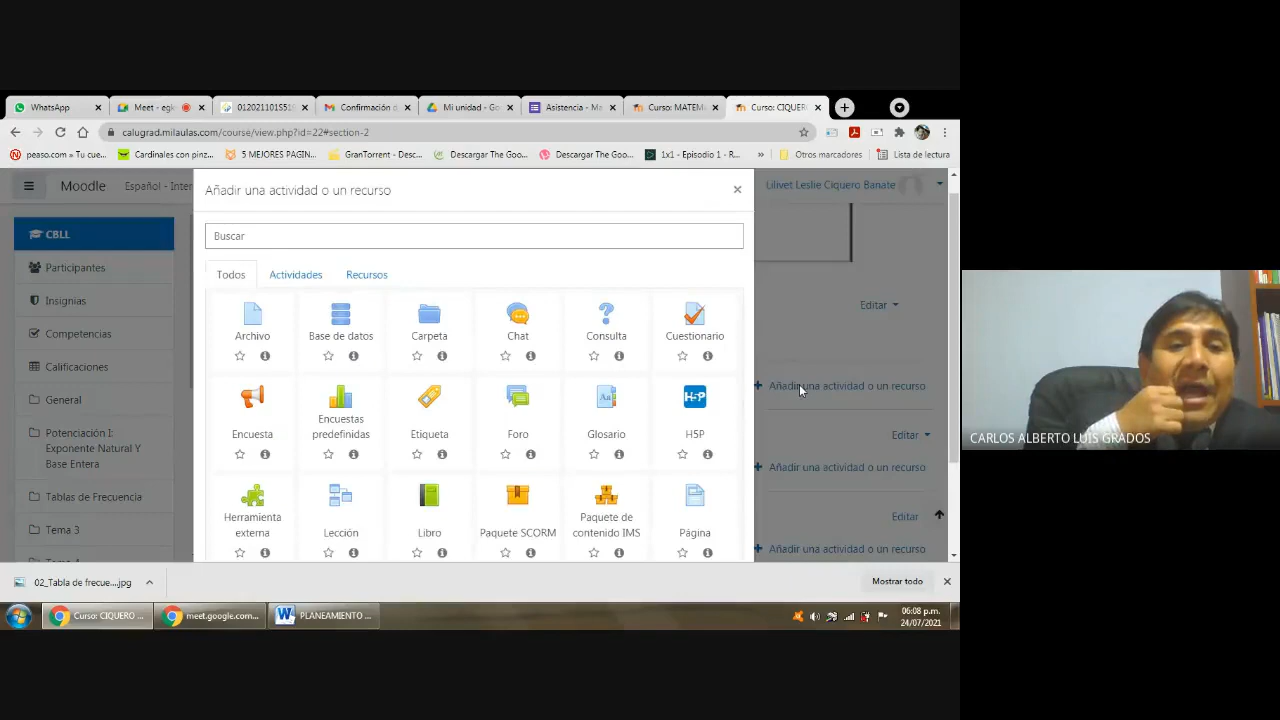 WhatsApp
Meet - egk
012021101S51
Confirmación d
Mi unidad - Go
Asistencia - Ma
Curso: MATEM
Curso: CIQUER
calugrad.milaulas.com/course/view.php?id=22#section-2
peaso.com » Tu cue...
Cardinales con pinz...
5 MEJORES PAGIN...
GranTorrent - Desc...
Descargar The Goo...
Descargar The Goo...
1x1 - Episodio 1 - R...
»
Otros marcadores
Lista de lectura
Moodle
Español - Inter
Lilivet Leslie Ciquero Banate
Añadir una actividad o un recurso
Buscar
Todos
Actividades
Recursos
CBLL
Participantes
Insignias
Competencias
Calificaciones
General
Potenciación I:
Exponente Natural Y
Base Entera
Tablas de Frecuencia
Tema 3
Archivo
Base de datos
Carpeta
Chat
Consulta
Cuestionario
Encuesta
Encuestas
predefinidas
Etiqueta
Foro
Glosario
H5P
Herramienta
externa
Lección
Libro
Paquete SCORM
Paquete de
contenido IMS
Página
Editar
Añadir una actividad o un recurso
Editar
Añadir una actividad o un recurso
Editar
Añadir una actividad o un recurso
CARLOS ALBERTO LUIS GRADOS
02_Tabla de frecue....jpg
Mostrar todo
Curso: CIQUERO ...
meet.google.com...
PLANEAMIENTO ...
06:08 p.m.
24/07/2021